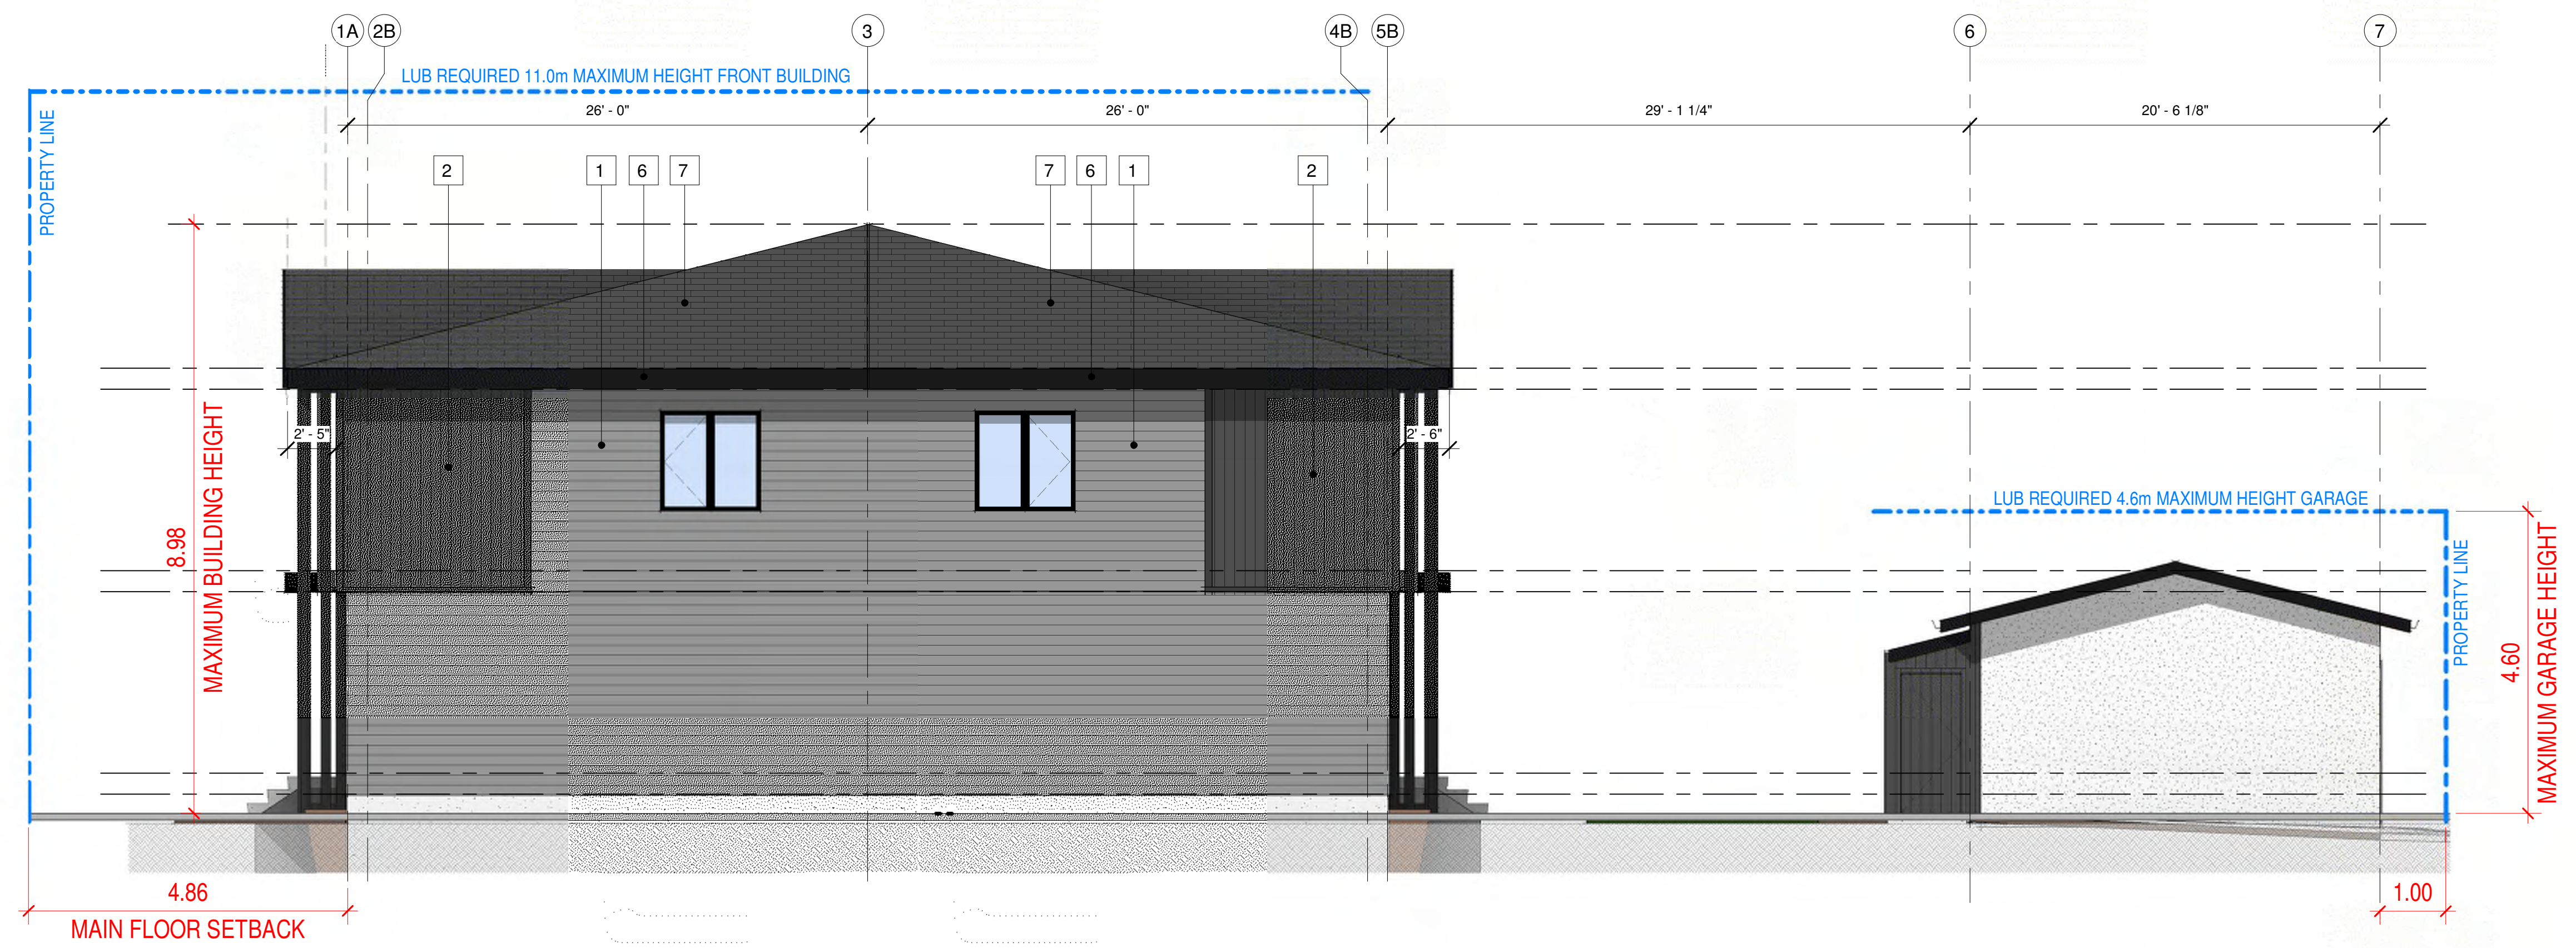 1A 2B 3 4B 5B 6 7
LUB REQUIRED 11.0m MAXIMUM HEIGHT FRONT BUILDING
26' - 0" 26' - 0" 29' - 1 1/4" 20' - 6 1/8"
PROPERTY LINE
2 1 6 7 7 6 1 2
2' - 5" 2' - 6"
8.98
MAXIMUM BUILDING HEIGHT
LUB REQUIRED 4.6m MAXIMUM HEIGHT GARAGE
PROPERTY LINE
4.60
MAXIMUM GARAGE HEIGHT
4.86
MAIN FLOOR SETBACK
1.00